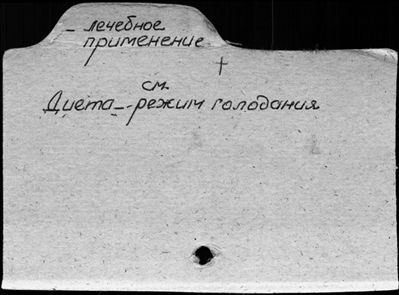 – лечебное
применение
†
см.
Диета – режим голодания